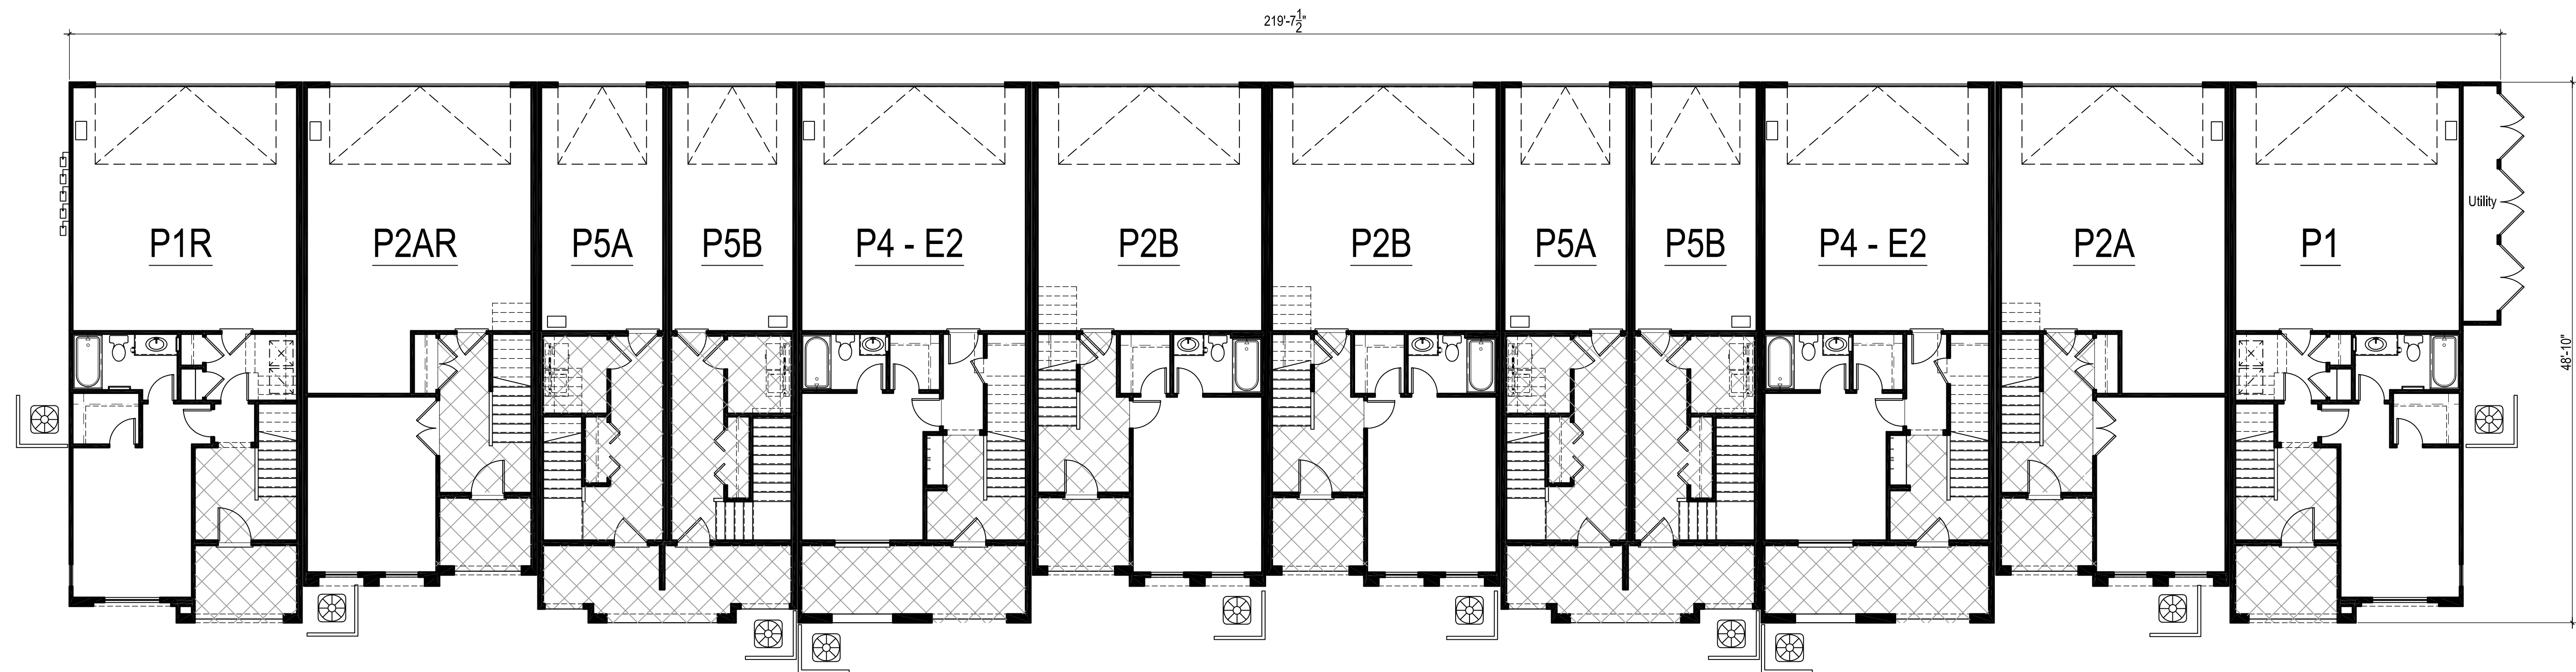 219'-7 1/2"
P1R
P2AR
P5A
P5B
P4 - E2
P2B
P2B
P5A
P5B
P4 - E2
P2A
P1
Utility
48'-10"